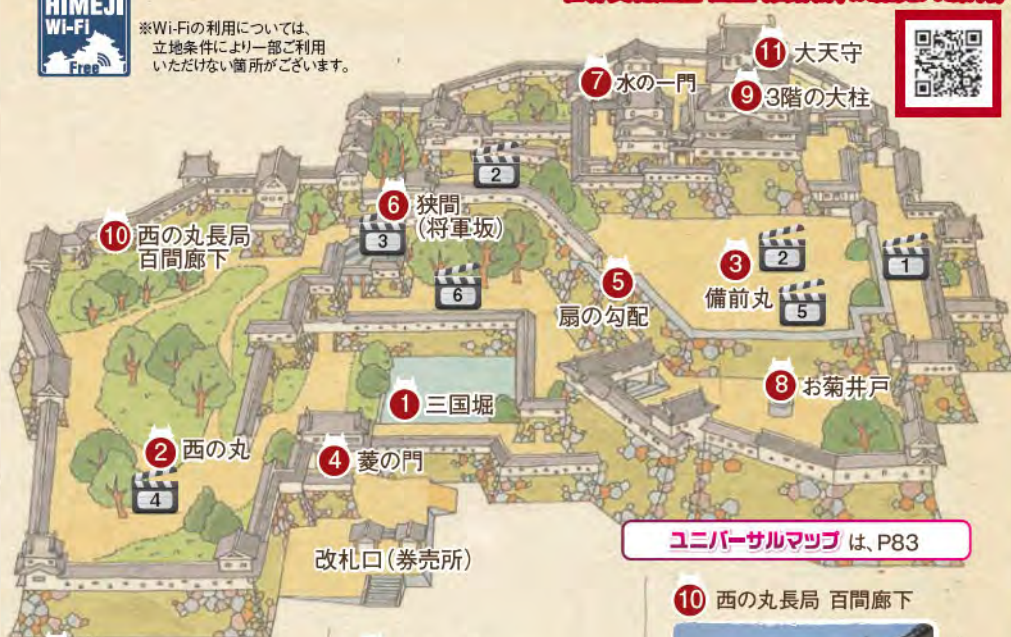 HIMEJI
Wi-Fi
Free
※Wi-Fiの利用については、
立地条件により一部ご利用
いただけない箇所がございます。
11 大天守
7 水の一門
9 3階の大柱
2
6 狭間
(将軍坂)
3
10 西の丸長局
百間廊下
6
5
扇の勾配
3
備前丸
2
1
5
8 お菊井戸
1 三国堀
2 西の丸
4
4 菱の門
改札口(券売所)
ユニバーサルマップ は、P83
10 西の丸長局 百間廊下